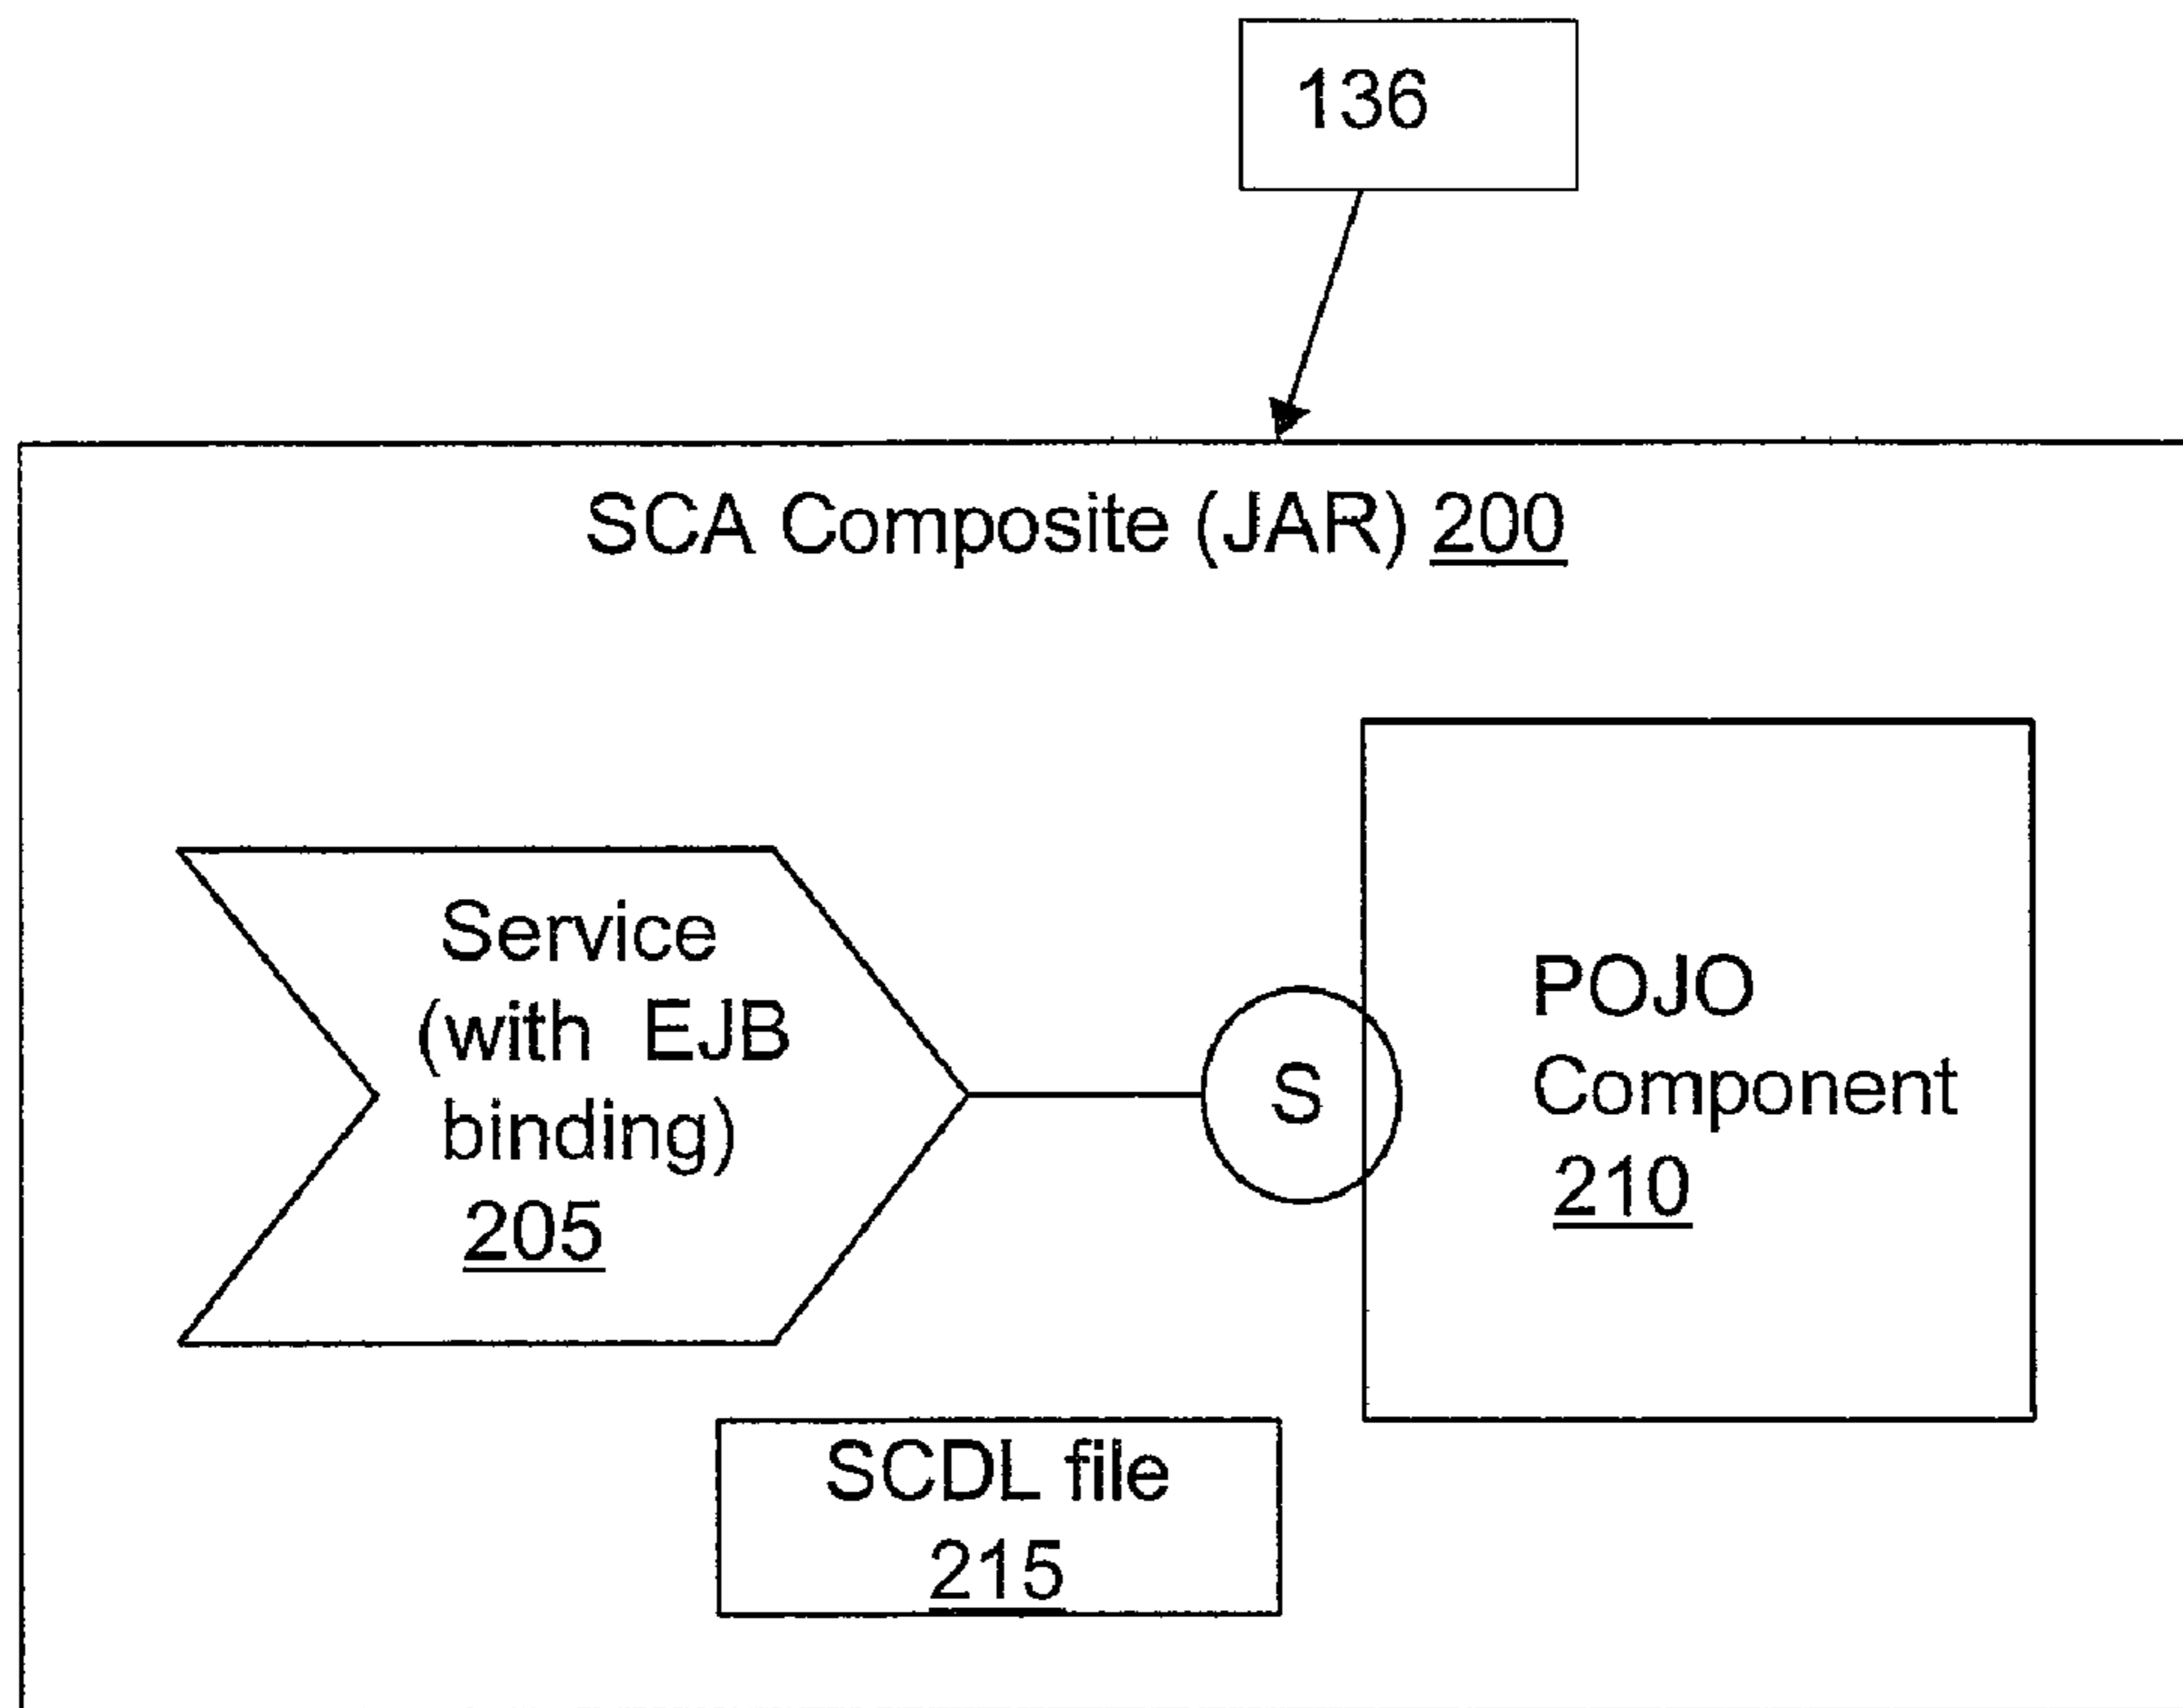 136
SCA Composite (JAR) 200
Service
(with EJB
binding)
205
S
POJO
Component
210
SCDL file
215